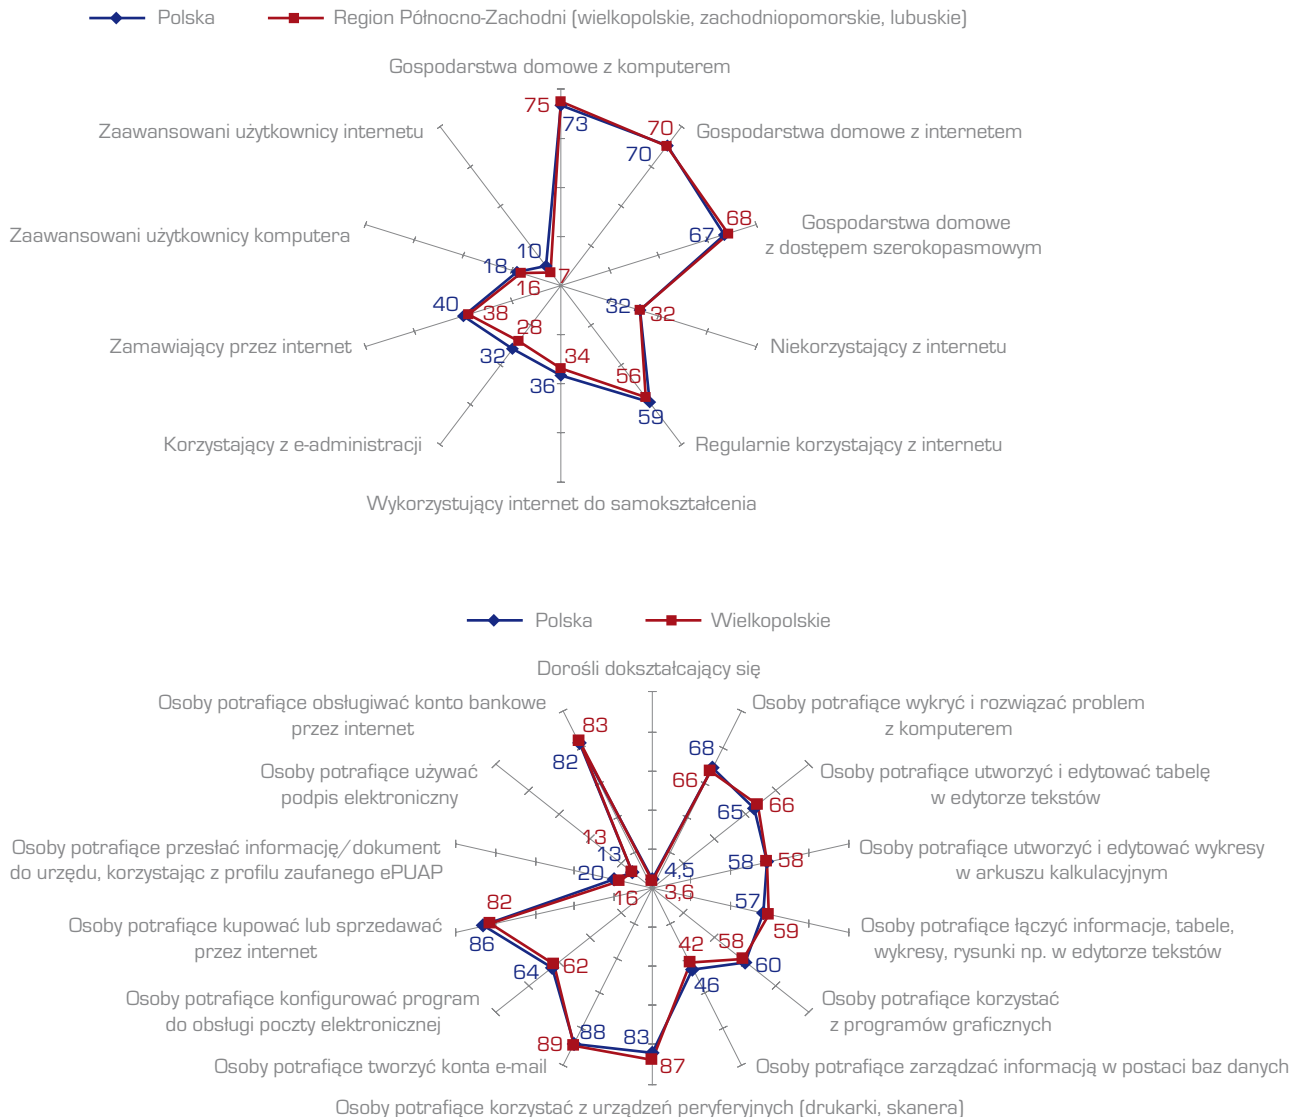 Polska
Region Północno-Zachodni (wielkopolskie, zachodniopomorskie, lubuskie)
Gospodarstwa domowe z komputerem
75
73
Zaawansowani użytkownicy internetu
70
Gospodarstwa domowe z internetem
70
68
Gospodarstwa domowe
z dostępem szerokopasmowym
67
Zaawansowani użytkownicy komputera
10
18
7
16
40
38
32
32
28
Zamawiający przez internet
Niekorzystający z internetu
32
34
36
56
59
Korzystający z e-administracji
Regularnie korzystający z internetu
Wykorzystujący internet do samokształcenia
Polska
Wielkopolskie
Dorośli dokształcający się
Osoby potrafiące obsługiwać konto bankowe
przez internet
83
82
Osoby potrafiące wykryć i rozwiązać problem
z komputerem
68
66
Osoby potrafiące używać
podpis elektroniczny
Osoby potrafiące utworzyć i edytować tabelę
w edytorze tekstów
65
66
13
13
Osoby potrafiące przesłać informację/dokument
do urzędu, korzystając z profilu zaufanego ePUAP
20
16
4,5
3,6
58
58
Osoby potrafiące utworzyć i edytować wykresy
w arkuszu kalkulacyjnym
Osoby potrafiące kupować lub sprzedawać
przez internet
82
86
57
59
Osoby potrafiące łączyć informacje, tabele,
wykresy, rysunki np. w edytorze tekstów
64
62
42
46
58
60
Osoby potrafiące konfigurować program
do obsługi poczty elektronicznej
Osoby potrafiące korzystać
z programów graficznych
89
88
83
87
Osoby potrafiące tworzyć konta e-mail
Osoby potrafiące zarządzać informacją w postaci baz danych
Osoby potrafiące korzystać z urządzeń peryferyjnych (drukarki, skanera)